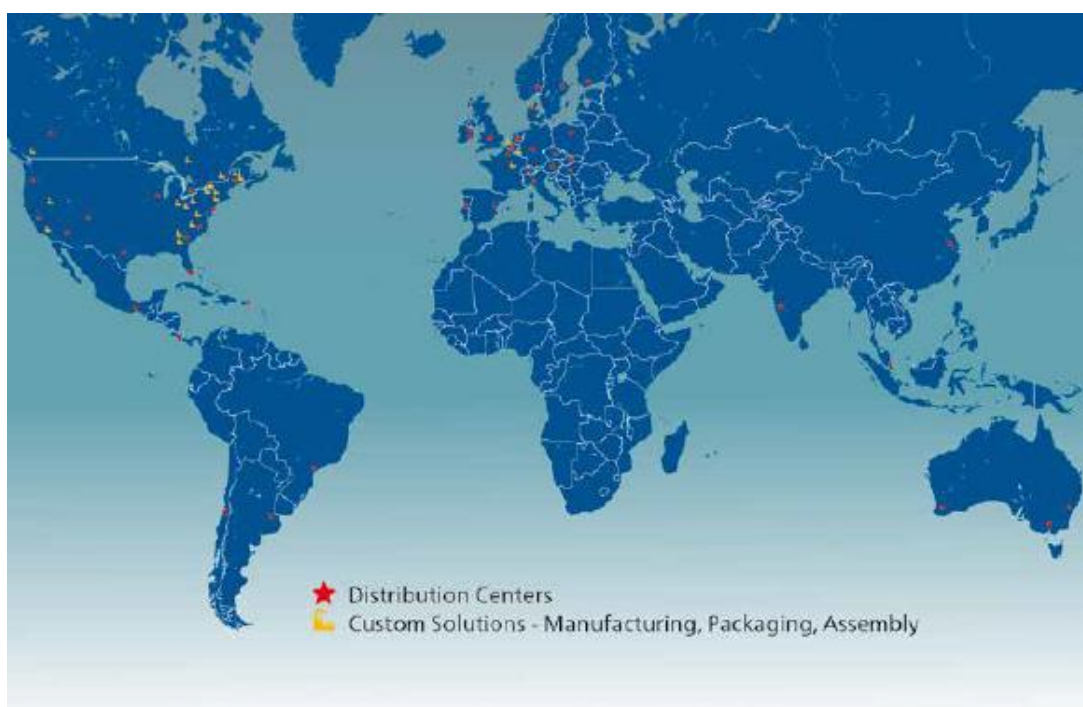 Distribution Centers
Custom Solutions - Manufacturing, Packaging, Assembly